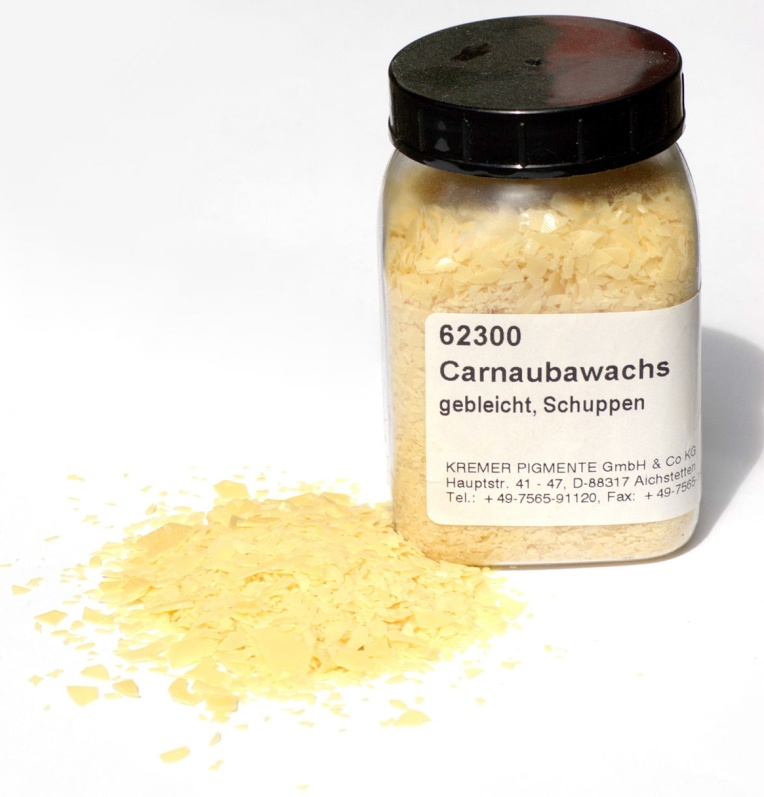 62300
Carnaubawachs
gebleicht, Schuppen
KREMER PIGMENTE GmbH & Co KG
Hauptstr. 41 - 47, D-88317 Aichstetten
Tel.: +49-7565-91120, Fax: +49-7565-